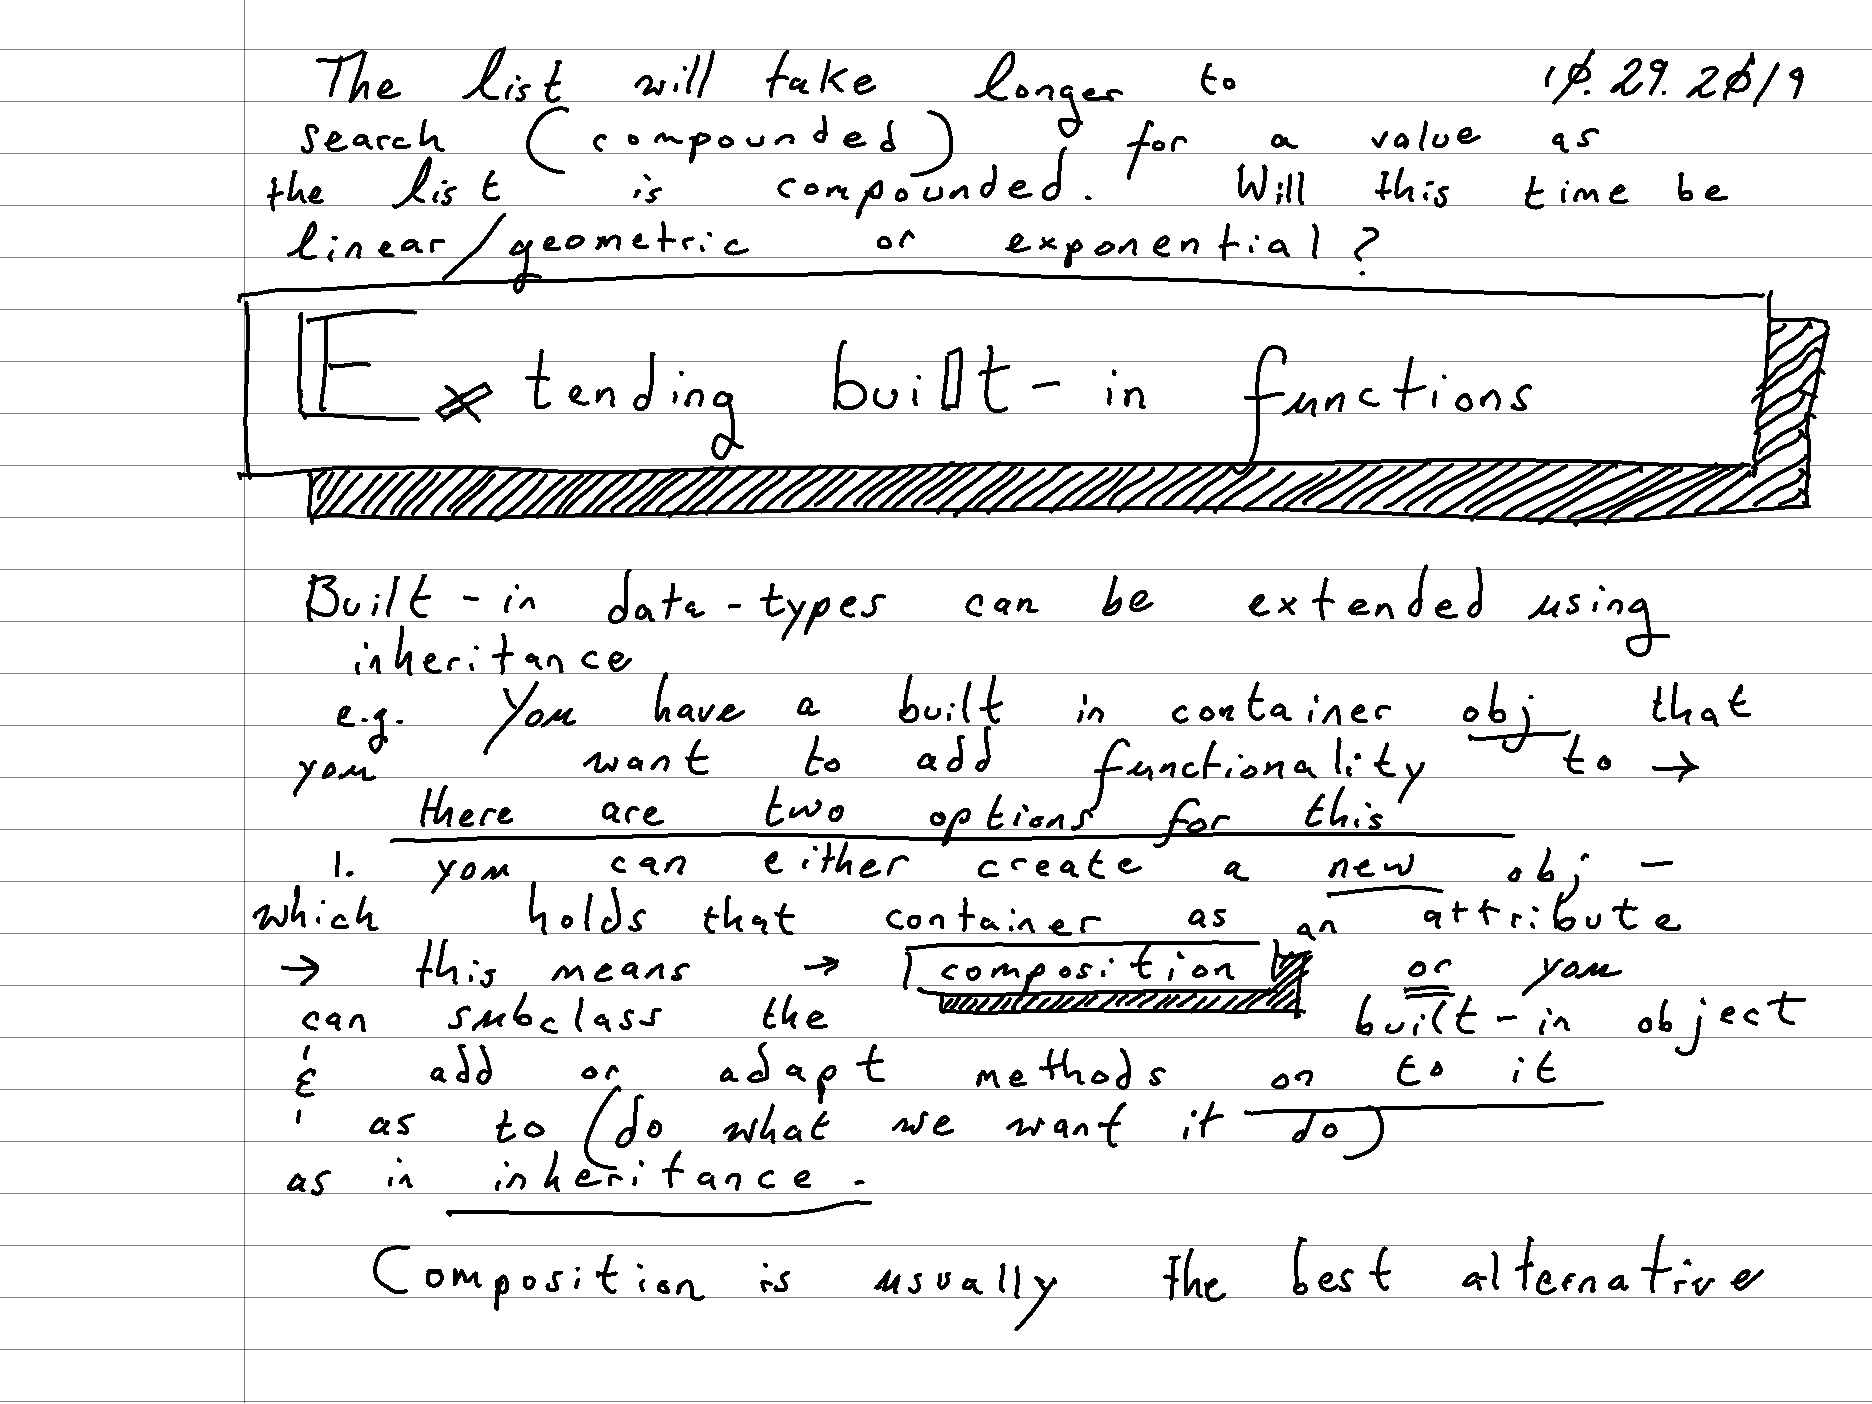 The list will take longer to 10.29.2019
search (compounded) for a value as
the list is compounded. Will this time be
linear/geometric or exponential?
Extending built-in functions
Built-in data-types can be extended using
inheritance
e.g. You have a built in container obj that
you want to add functionality to →
there are two options for this
1. you can either create a new obj -
which holds that container as an attribute
→ this means → composition or you
can subclass the built-in object
& add or adapt methods on to it
as to (do what we want it do)
as in inheritance.
Composition is usually the best alternative